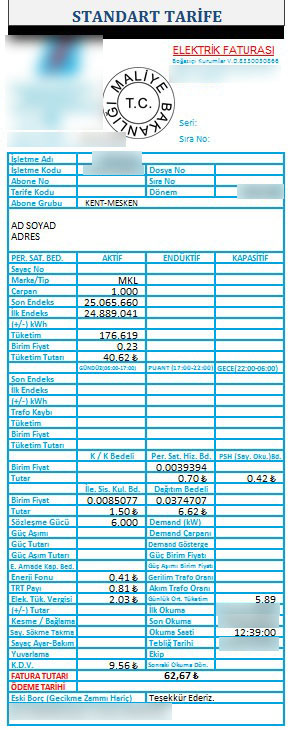 STANDART TARİFE
ELEKTRİK FATURASI
Boğaziçi Kurumlar V.D.8330030866
MALİYE BAKANLIĞI T.C.
Seri:
Sıra No:
İşletme Adı
İşletme Kodu Dosya No
Abone No Sıra No
Tarife Kodu Dönem
Abone Grubu KENT-MESKEN
AD SOYAD
ADRES
PER. SAT. BED. AKTİF ENDÜKTİF KAPASİTİF
Sayaç No
Marka/Tip MKL
Carpan 1.000
Son Endeks 25.065.660
İlk Endeks 24.889.041
(+/-) kWh
Tüketim 176.619
Birim Fiyat 0.23
Tüketim Tutarı 40.62 ₺
GÜNDÜZ(06:00-17:00) PUANT (17:00-22:00) GECE(22:00-06:00)
Son Endeks
İlk Endeks
(+/-) kWh
Trafo Kaybı
Tüketim
Birim Fiyat
Tüketim Tutarı
K / K Bedeli Per. Sat. Hiz. Bd. PSH (Say. Oku.)Bd.
Birim Fiyat 0.0039394
Tutar 0.70 ₺ 0.42 ₺
İle. Sis. Kul. Bd. Dağıtım Bedeli
Birim Fiyat 0.0085077 0.0374707
Tutar 1.50 ₺ 6.62 ₺
Sözleşme Gücü 6.000 Demand (kW)
Güç Aşımı Demand Carpanı
Güç Tutarı Demand Gösterge
Güç Aşım Tutarı Güç Birim Fiyatı
E. Amade Kap. Bed. Güç Aşımı Birim Fiyatı
Enerji Fonu 0.41 ₺ Gerilim Trafo Oranı
TRT Payı 0.81 ₺ Akım Trafo Oranı
Elek. Tük. Vergisi 2.03 ₺ Günlük Ort. Tüketim 5.89
(+/-) Tutar İlk Okuma
Kesme / Bağlama Son Okuma
Say. Sökme Takma Okuma Saati 12:39:00
Sayaç Ayar-Bakım Tebliğ Tarihi
Yuvarlama Ekip
K.D.V. 9.56 ₺ Sonraki Okuma Dön.
FATURA TUTARI 62,67 ₺
ÖDEME TARİHİ
Eski Borç (Gecikme Zammı Hariç) Teşekkür Ederiz.